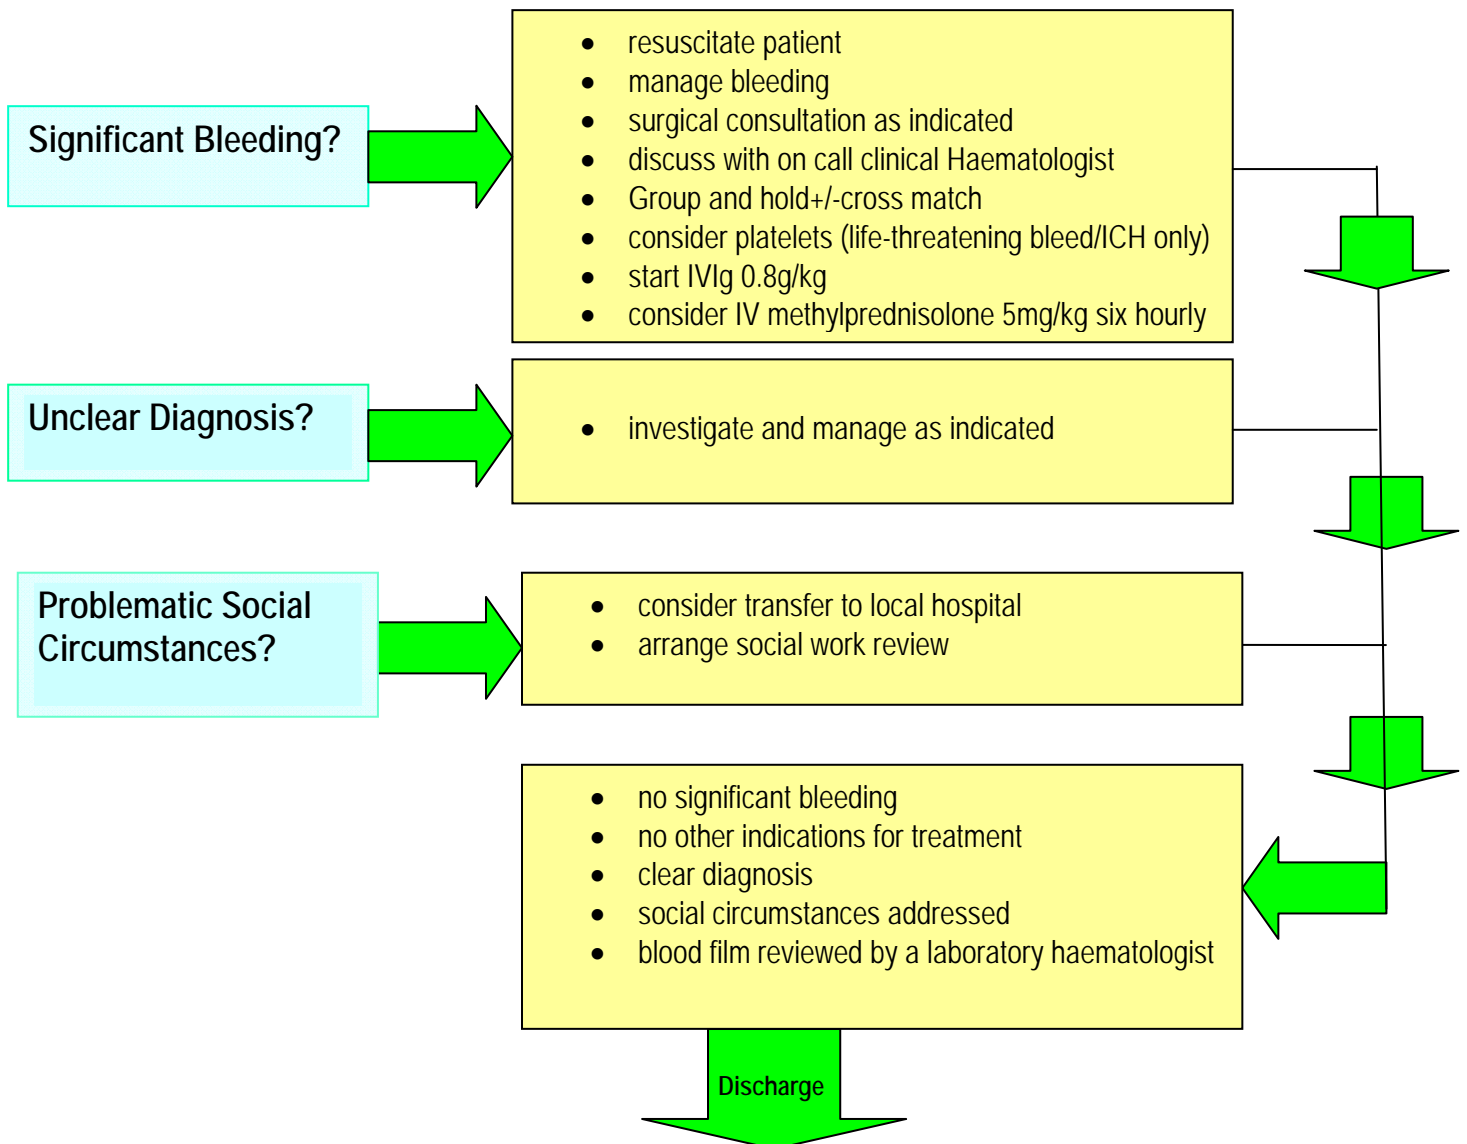 Significant Bleeding?
• resuscitate patient
• manage bleeding
• surgical consultation as indicated
• discuss with on call clinical Haematologist
• Group and hold+/-cross match
• consider platelets (life-threatening bleed/ICH only)
• start IVIg 0.8g/kg
• consider IV methylprednisolone 5mg/kg six hourly
Unclear Diagnosis?
• investigate and manage as indicated
Problematic Social
Circumstances?
• consider transfer to local hospital
• arrange social work review
• no significant bleeding
• no other indications for treatment
• clear diagnosis
• social circumstances addressed
• blood film reviewed by a laboratory haematologist
Discharge